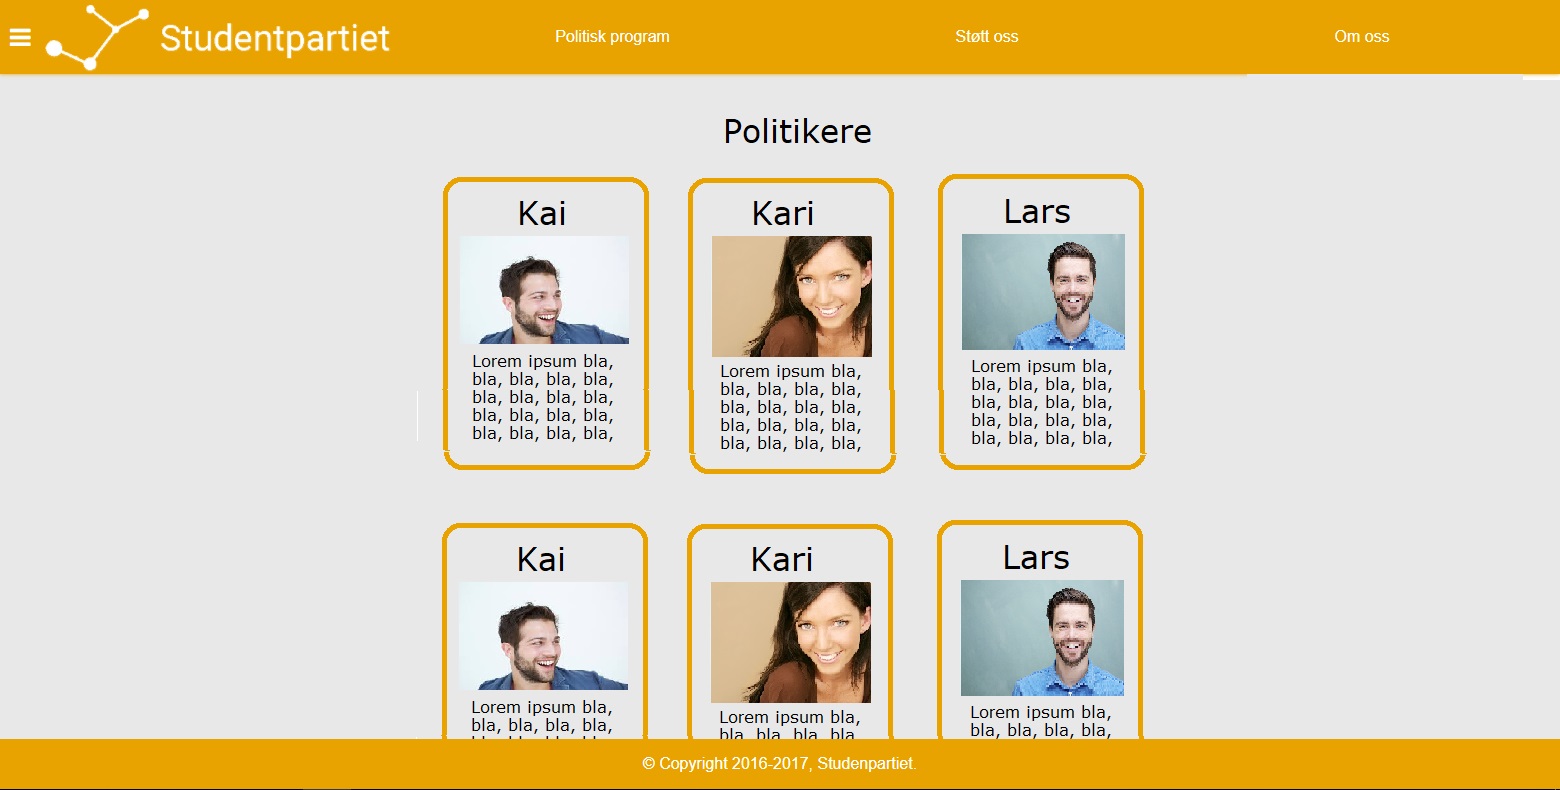 Studentpartiet
Politisk program
Støtt oss
Om oss
Politikere
Kai
Lorem ipsum bla,
bla, bla, bla, bla,
bla, bla, bla, bla,
bla, bla, bla, bla,
bla, bla, bla, bla,
Kari
Lorem ipsum bla,
bla, bla, bla, bla,
bla, bla, bla, bla,
bla, bla, bla, bla,
bla, bla, bla, bla,
Lars
Lorem ipsum bla,
bla, bla, bla, bla,
bla, bla, bla, bla,
bla, bla, bla, bla,
bla, bla, bla, bla,
Kai
Lorem ipsum bla,
bla, bla, bla, bla,
Kari
Lorem ipsum bla,
bla, bla, bla, bla,
Lars
Lorem ipsum bla,
bla, bla, bla, bla,
© Copyright 2016-2017, Studenpartiet.